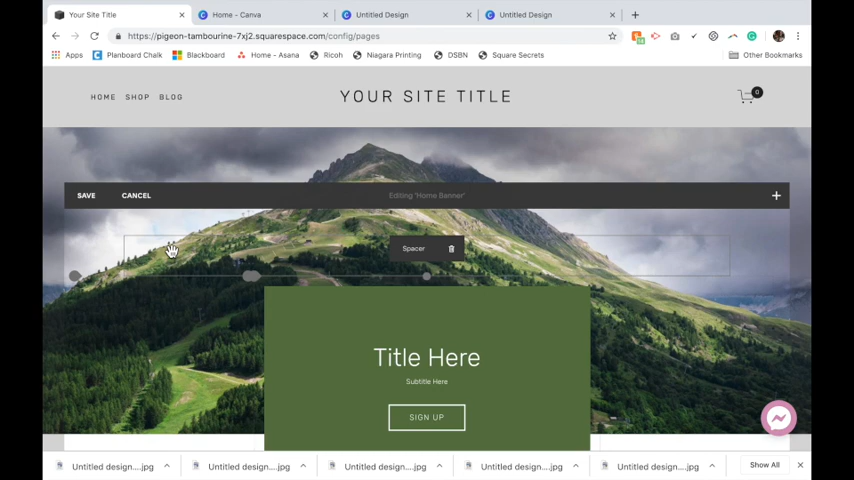 Your Site Title
Home - Canva
Untitled Design
Untitled Design
https://pigeon-tambourine-7xj2.squarespace.com/config/pages
Apps
Planboard Chalk
Blackboard
Home - Asana
Ricoh
Niagara Printing
DSBN
Square Secrets
Other Bookmarks
HOME SHOP BLOG
YOUR SITE TITLE
0
SAVE
CANCEL
Editing 'Home Banner'
Spacer
Title Here
Subtitle Here
SIGN UP
Untitled design....jpg
Untitled design....jpg
Untitled design....jpg
Untitled design....jpg
Untitled design....jpg
Show All